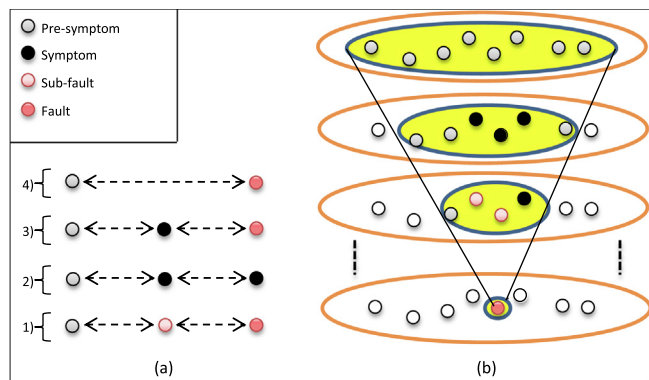 Pre-symptom
Symptom
Sub-fault
Fault
4)
3)
2)
1)
(a)
(b)